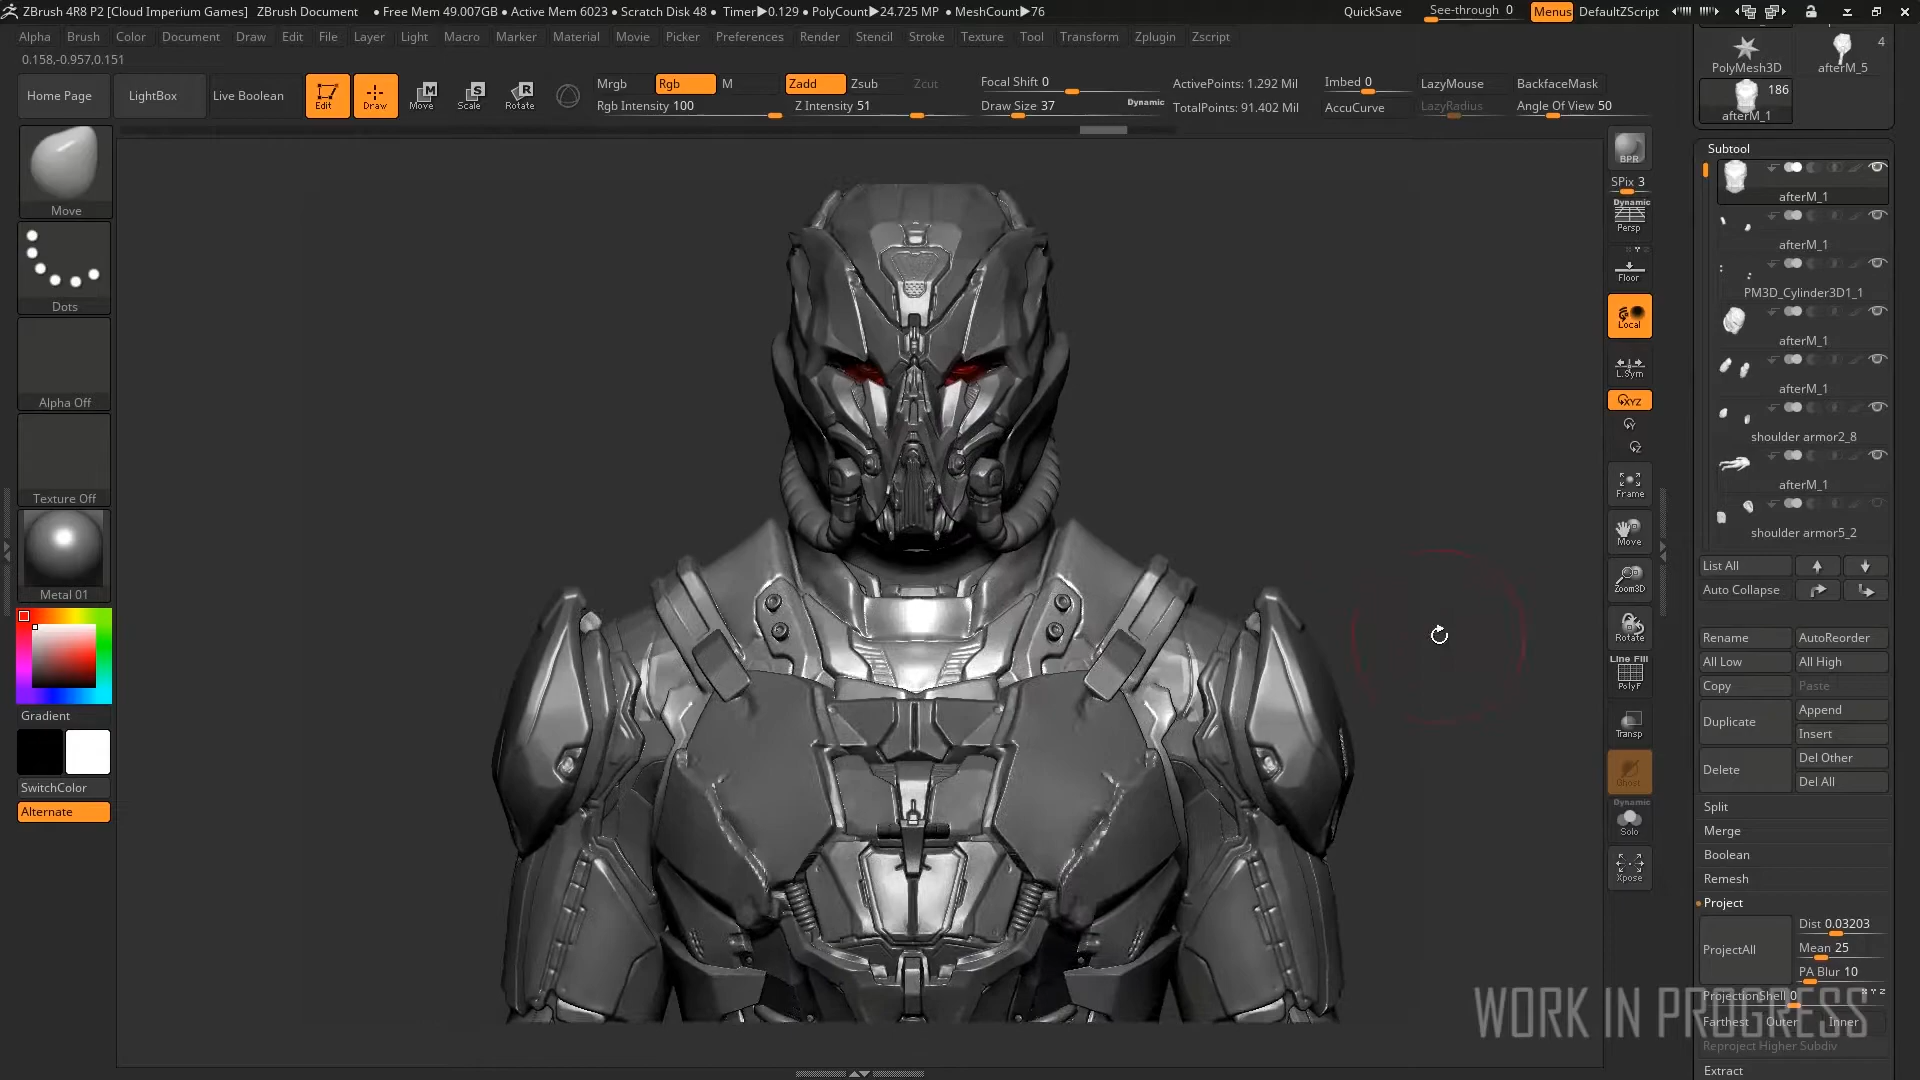 ZBrush 4R8 P2 [Cloud Imperium Games] ZBrush Document • Free Mem 49.007GB • Active Mem 6023 • Scratch Disk 48 • Timer▶0.129 • PolyCount▶24.725 MP • MeshCount▶76 QuickSave See-through 0 Menus DefaultZScript
Alpha Brush Color Document Draw Edit File Layer Light Macro Marker Material Movie Picker Preferences Render Stencil Stroke Texture Tool Transform Zplugin Zscript
0.158,-0.957,0.151
Home Page LightBox Live Boolean Edit Draw Move Scale Rotate
Mrgb Rgb M Zadd Zsub Zcut Focal Shift 0 ActivePoints: 1.292 Mil Imbed 0 LazyMouse BackfaceMask
Rgb Intensity 100 Z Intensity 51 Draw Size 37 Dynamic TotalPoints: 91.402 Mil AccuCurve LazyRadius Angle Of View 50
Move
Dots
Alpha Off
Texture Off
Metal 01
Gradient
SwitchColor
Alternate
BPR
SPix 3
Dynamic
Persp
Floor
Local
L.Sym
XYZ
Y
Z
Frame
Move
Zoom3D
Rotate
Line Fill
PolyF
Transp
Ghost
Dynamic
Solo
Xpose
4
PolyMesh3D afterM_5
186
afterM_1
Subtool
afterM_1
afterM_1
PM3D_Cylinder3D1_1
afterM_1
afterM_1
shoulder armor2_8
afterM_1
shoulder armor5_2
List All
Auto Collapse
Rename AutoReorder
All Low All High
Copy Paste
Duplicate Append
Insert
Delete Del Other
Del All
Split
Merge
Boolean
Remesh
Project
ProjectAll Dist 0.03203
Mean 25
PA Blur 10
ProjectionShell 0 X Y Z
Farthest Outer Inner
Reproject Higher Subdiv
Extract
WORK IN PROGRESS